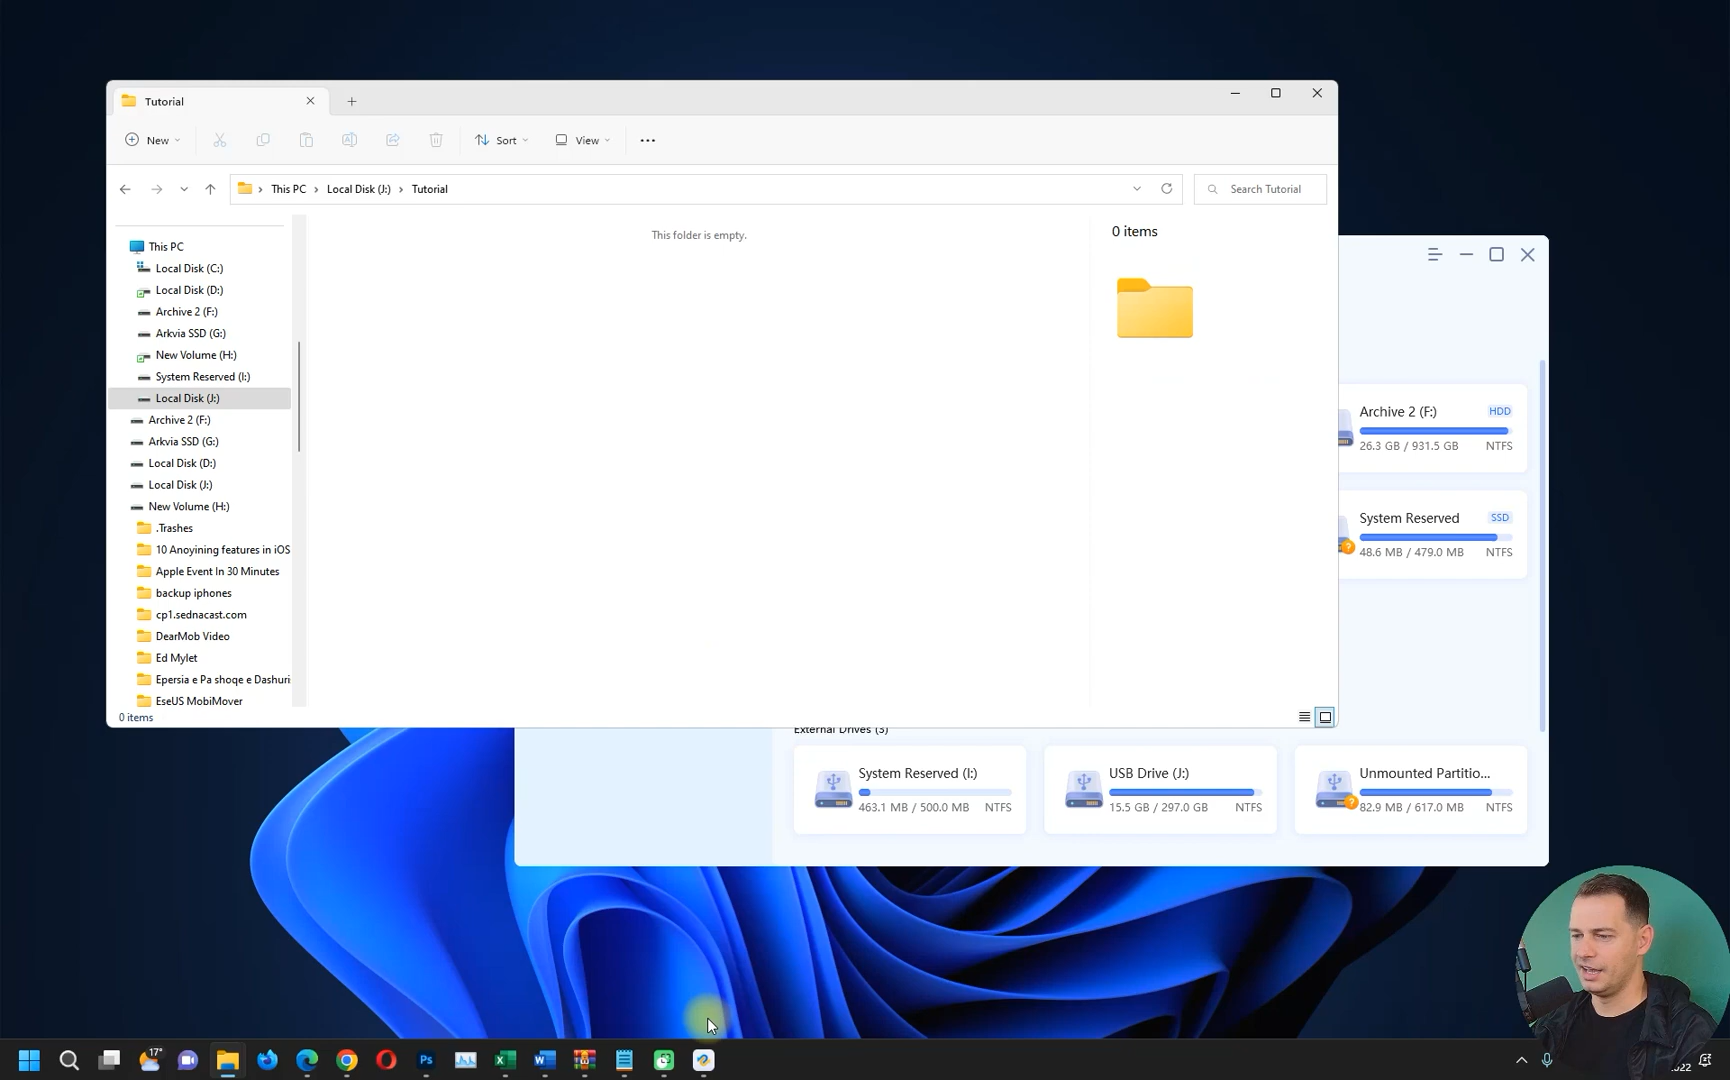 Tutorial
New
Sort
View
This PC
Local Disk (J:)
Tutorial
Search Tutorial
This PC
Local Disk (C:)
Local Disk (D:)
Archive 2 (F:)
Arkvia SSD (G:)
New Volume (H:)
System Reserved (I:)
Local Disk (J:)
Archive 2 (F:)
Arkvia SSD (G:)
Local Disk (D:)
Local Disk (J:)
New Volume (H:)
.Trashes
10 Anoyining features in iOS
Apple Event In 30 Minutes
backup iphones
cp1.sednacast.com
DearMob Video
Ed Mylet
Epersia e Pa shoqe e Dashuri
EseUS MobiMover
0 items
This folder is empty.
0 items
Archive 2 (F:)
HDD
26.3 GB / 931.5 GB
NTFS
System Reserved
SSD
48.6 MB / 479.0 MB
NTFS
External Drives (3)
System Reserved (I:)
463.1 MB / 500.0 MB
NTFS
USB Drive (J:)
15.5 GB / 297.0 GB
NTFS
Unmounted Partitio...
82.9 MB / 617.0 MB
NTFS
17°
Ps